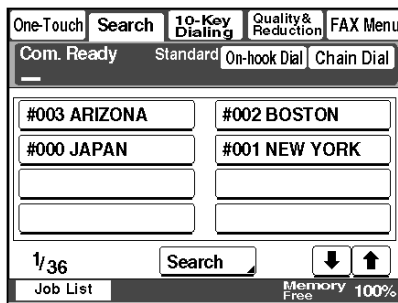 One-Touch Search 10-Key Dialing Quality& Reduction FAX Menu
Com. Ready Standard On-hook Dial Chain Dial
#003 ARIZONA #002 BOSTON
#000 JAPAN #001 NEW YORK
1/36 Search
Job List Memory Free 100%